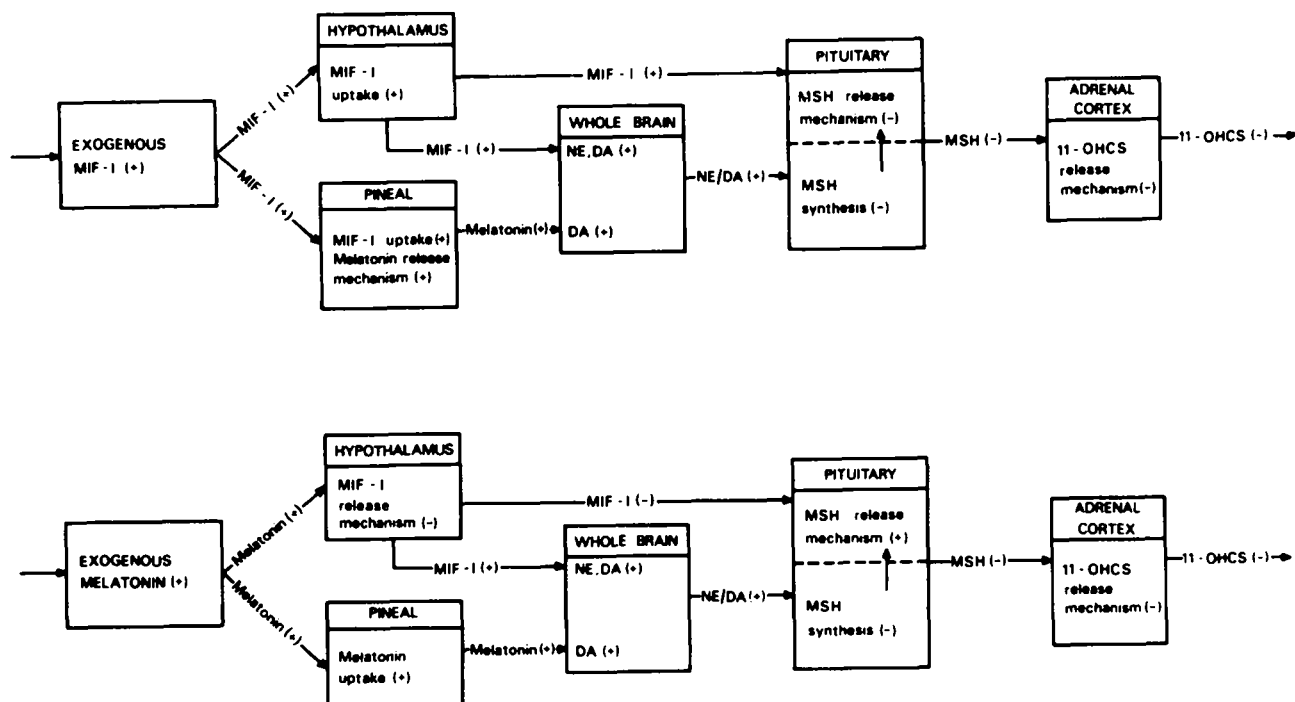 HYPOTHALAMUS
MIF - I
uptake (+)
EXOGENOUS
MIF - I (+)
MIF - I (+)
MIF - I (+)
PINEAL
MIF - I uptake (+)
Melatonin release
mechanism (+)
MIF - I (+)
MIF - I (+)
Melatonin (+)
WHOLE BRAIN
NE, DA (+)
DA (+)
NE/DA (+)
PITUITARY
MSH release
mechanism (-)
MSH
synthesis (-)
MSH (-)
ADRENAL
CORTEX
11 - OHCS
release
mechanism (-)
11 - OHCS (-)
HYPOTHALAMUS
MIF - I
release
mechanism (-)
EXOGENOUS
MELATONIN (+)
Melatonin (+)
Melatonin (+)
PINEAL
Melatonin
uptake (+)
MIF - I (-)
MIF - I (+)
Melatonin (+)
WHOLE BRAIN
NE, DA (+)
DA (+)
NE/DA (+)
PITUITARY
MSH release
mechanism (+)
MSH
synthesis (-)
MSH (-)
ADRENAL
CORTEX
11 - OHCS
release
mechanism (-)
11 - OHCS (-)